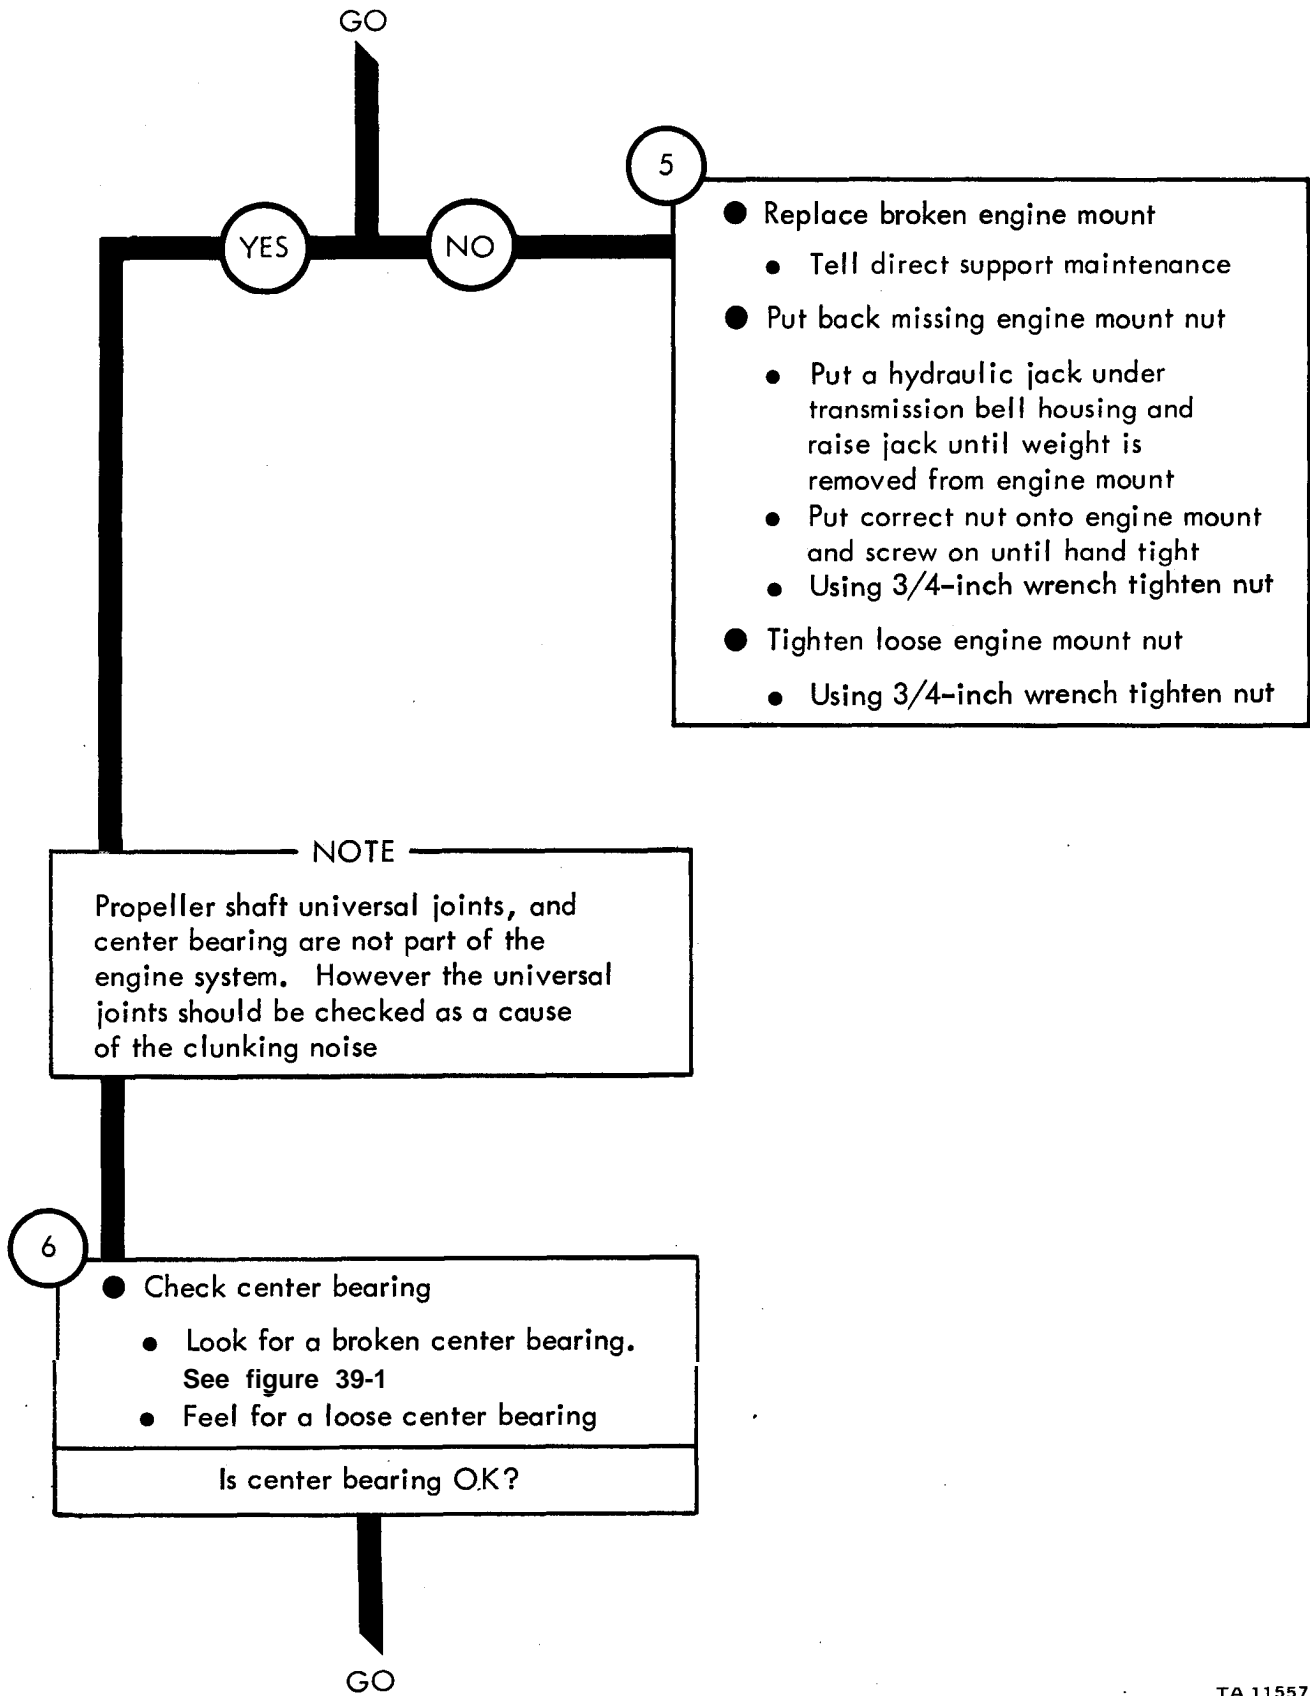 GO
YES
NO
5
● Replace broken engine mount
● Tell direct support maintenance
● Put back missing engine mount nut
● Put a hydraulic jack under
transmission bell housing and
raise jack until weight is
removed from engine mount
● Put correct nut onto engine mount
and screw on until hand tight
● Using 3/4-inch wrench tighten nut
● Tighten loose engine mount nut
● Using 3/4-inch wrench tighten nut
NOTE
Propeller shaft universal joints, and
center bearing are not part of the
engine system. However the universal
joints should be checked as a cause
of the clunking noise
6
● Check center bearing
● Look for a broken center bearing.
See figure 39-1
● Feel for a loose center bearing
Is center bearing OK?
GO
TA 11557